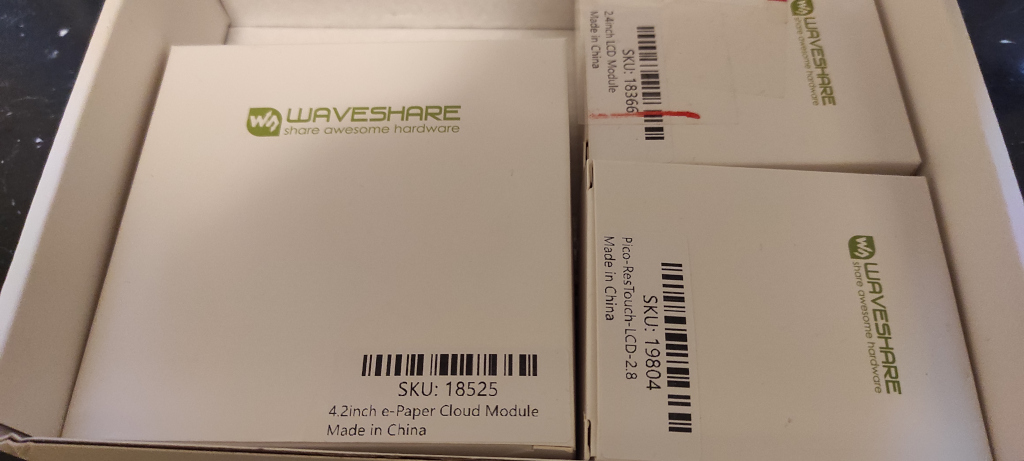 WAVESHARE
share awesome hardware
SKU: 18525
4.2inch e-Paper Cloud Module
Made in China
WAVESHARE
share awesome hardware
SKU: 18366
2.4inch LCD Module
Made in China
WAVESHARE
share awesome hardware
SKU: 19804
Pico-ResTouch-LCD-2.8
Made in China